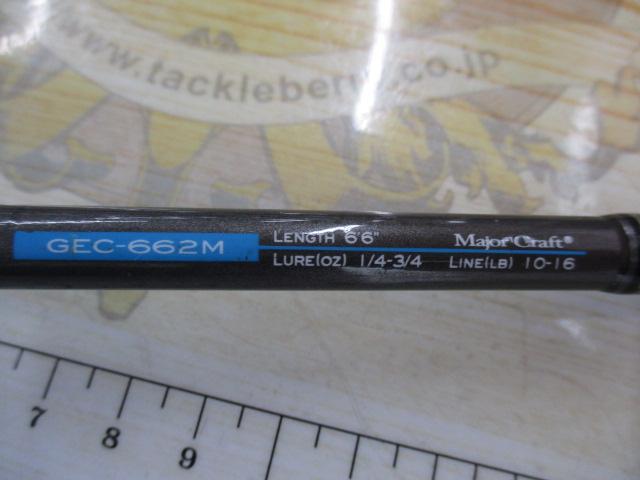 www.tackleberry.co.jp
GEC-662M
LENGTH 6'6" Major Craft®
LURE(OZ) 1/4-3/4 LINE(LB) 10-16
7 8 9